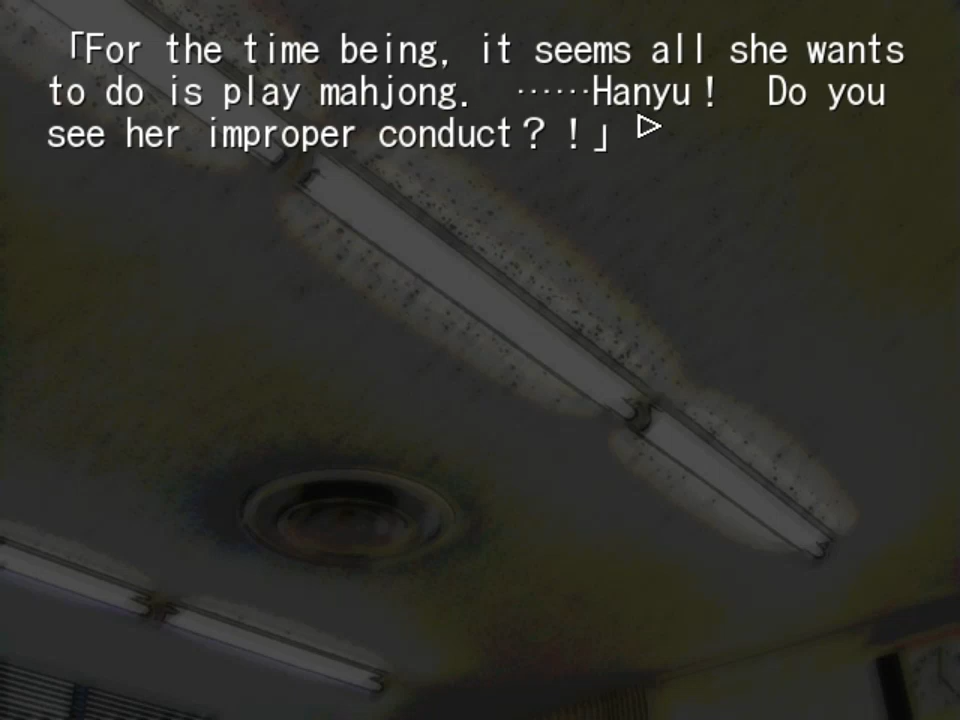 「For the time being, it seems all she wants
to do is play mahjong.　……Hanyu！　Do you
see her improper conduct？！」